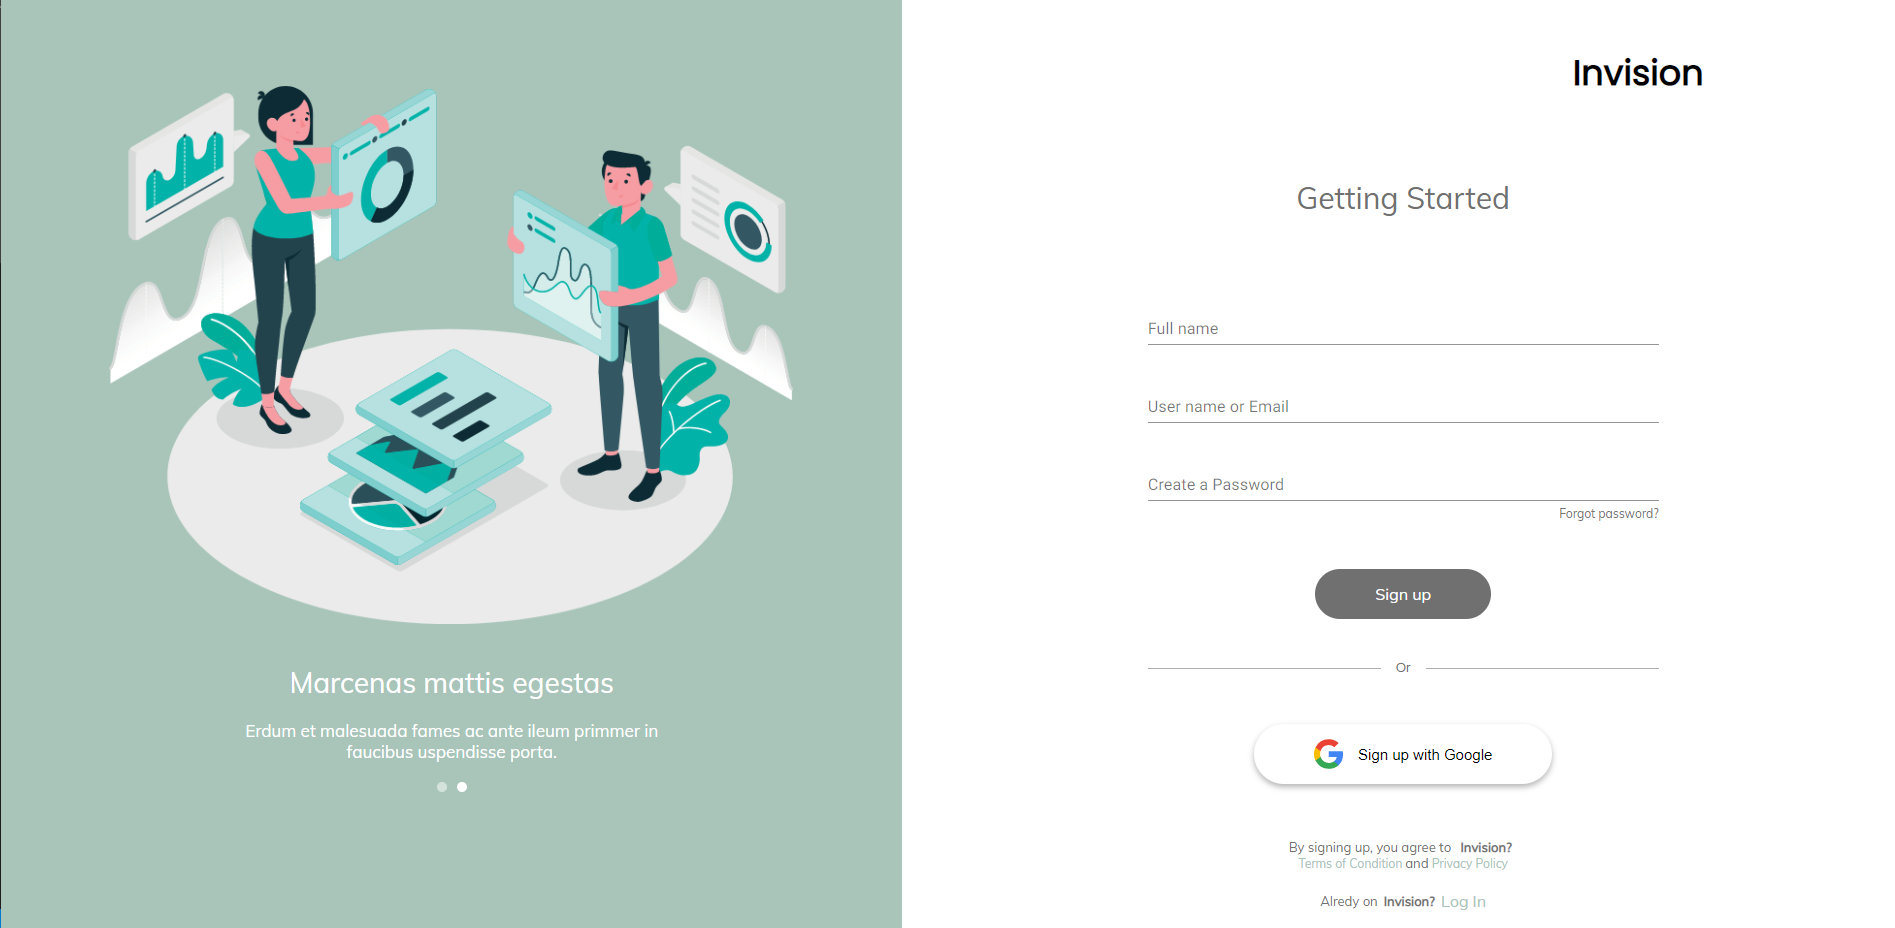 Marcenas mattis egestas
Erdum et malesuada fames ac ante ileum primmer in
faucibus uspendisse porta.
Invision
Getting Started
Full name
User name or Email
Create a Password
Forgot password?
Sign up
Or
Sign up with Google
By signing up, you agree to Invision?
Terms of Condition and Privacy Policy
Alredy on Invision? Log In